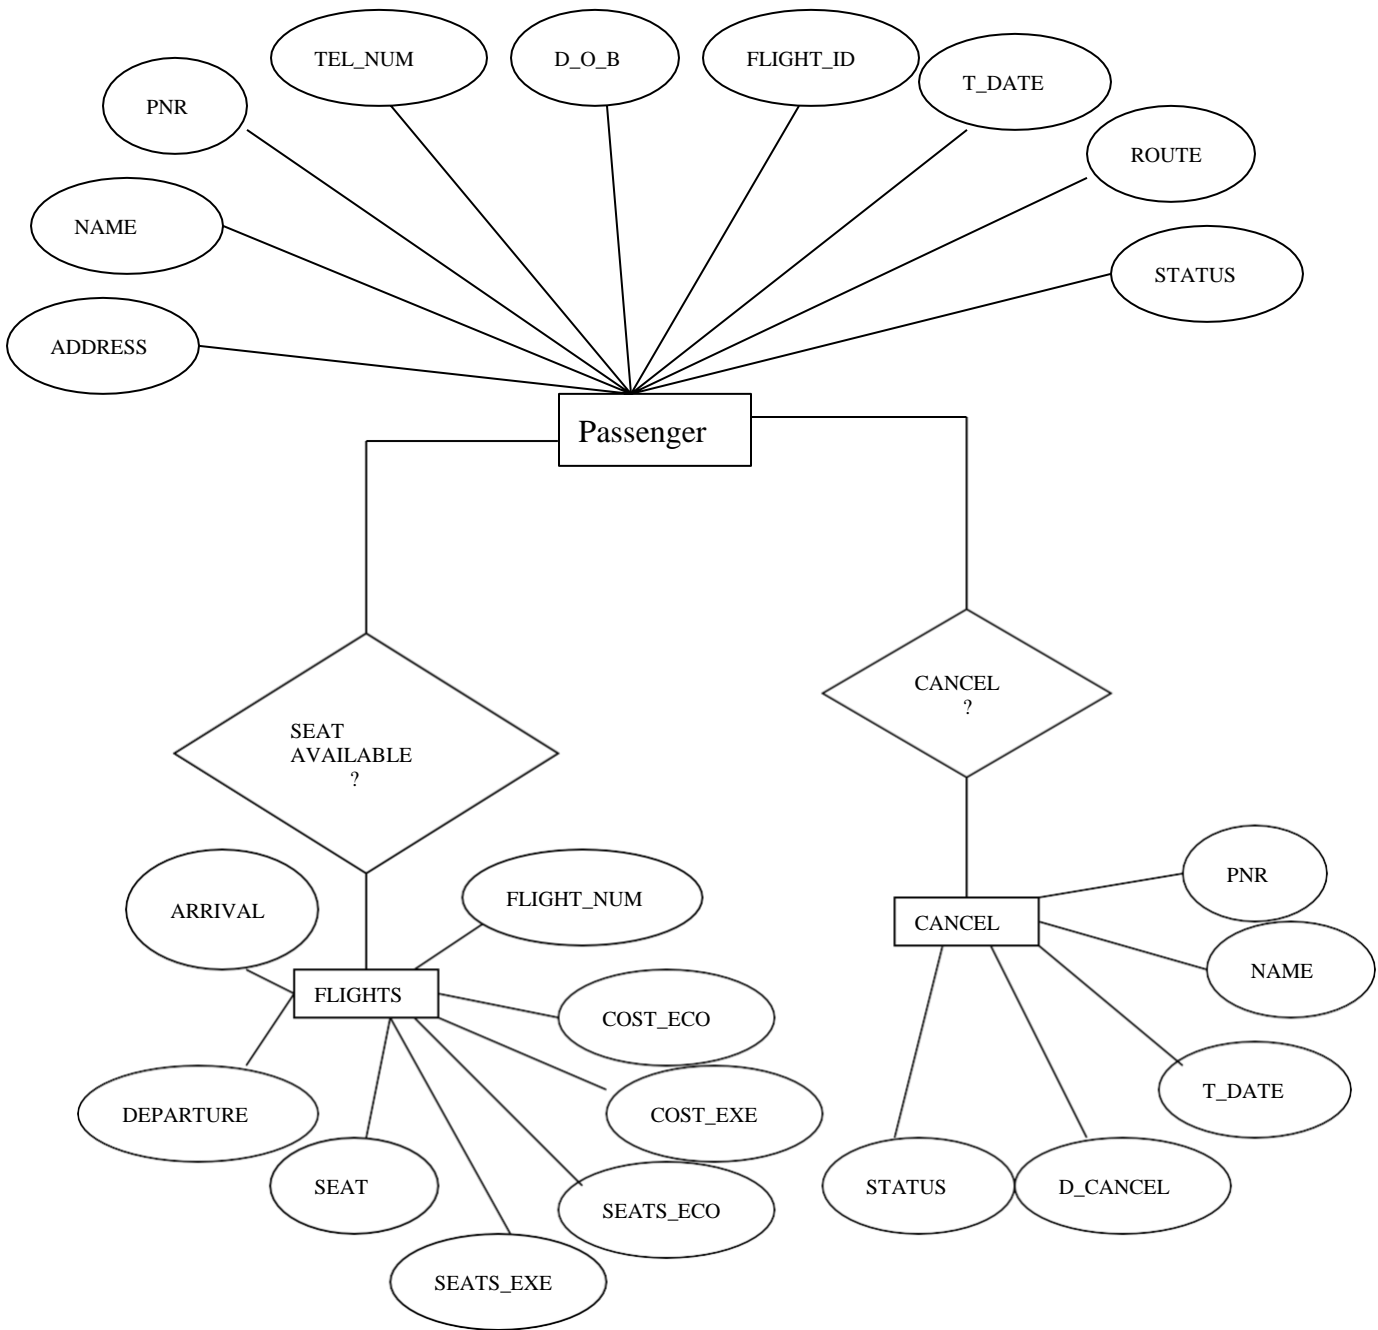 TEL_NUM
D_O_B
FLIGHT_ID
T_DATE
PNR
ROUTE
NAME
STATUS
ADDRESS
Passenger
CANCEL
?
SEAT
AVAILABLE
?
PNR
FLIGHT_NUM
ARRIVAL
CANCEL
NAME
FLIGHTS
COST_ECO
T_DATE
DEPARTURE
COST_EXE
SEAT
STATUS
D_CANCEL
SEATS_ECO
SEATS_EXE